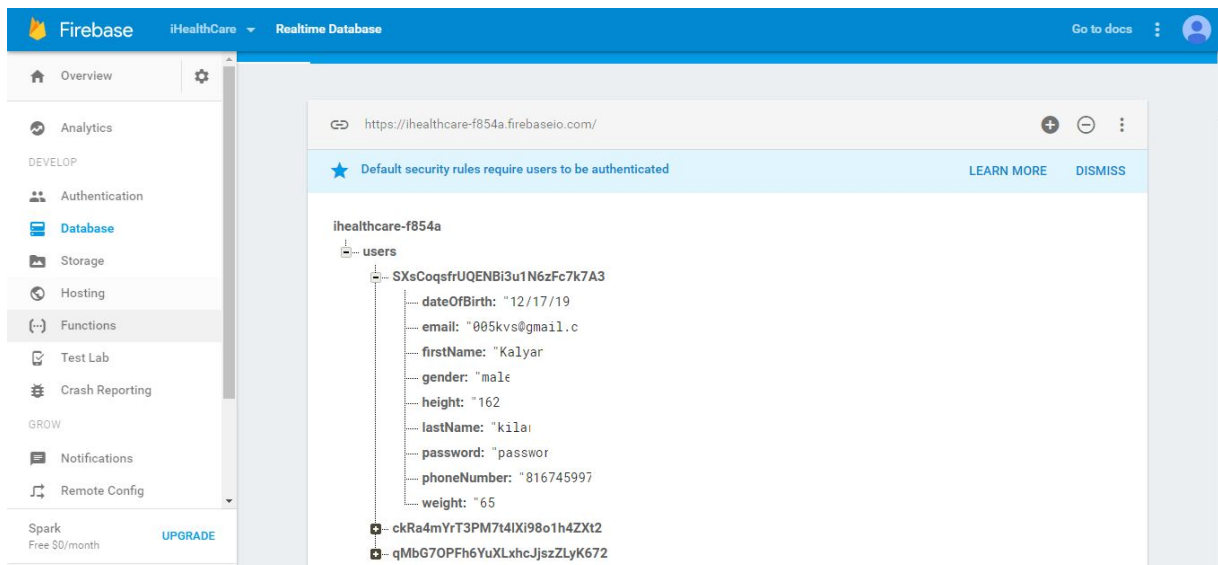 Firebase iHealthCare Realtime Database Go to docs
Overview
Analytics
DEVELOP
Authentication
Database
Storage
Hosting
Functions
Test Lab
Crash Reporting
GROW
Notifications
Remote Config
Spark
Free $0/month
UPGRADE
https://ihealthcare-f854a.firebaseio.com/
Default security rules require users to be authenticated LEARN MORE DISMISS
ihealthcare-f854a
users
SXsCoqsfrUQENBi3u1N6zFc7k7A3
dateOfBirth: "12/17/19
email: "005kvs@gmail.c
firstName: "Kalyar
gender: "male
height: "162
lastName: "kila
password: "passwor
phoneNumber: "816745997
weight: "65
ckRa4mYrT3PM7t4lXi98o1h4ZXt2
qMbG7OPFh6YuXLxhcJjszZLyK672